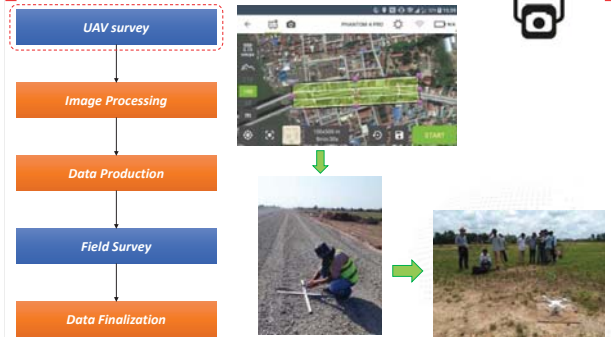 UAV survey
Image Processing
Data Production
Field Survey
Data Finalization
PHANTOM 4 PRO
N/A
START